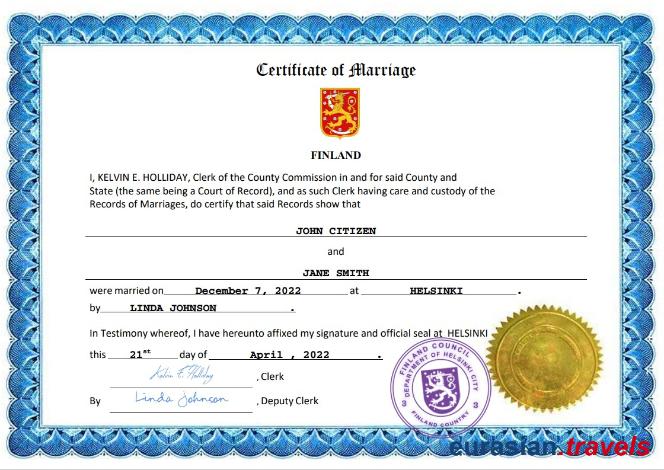 Certificate of Marriage
FINLAND
I, KELVIN E. HOLLIDAY, Clerk of the County Commission in and for said County and
State (the same being a Court of Record), and as such Clerk having care and custody of the
Records of Marriages, do certify that said Records show that
JOHN CITIZEN
and
JANE SMITH
were married on December 7, 2022 at HELSINKI .
by LINDA JOHNSON .
In Testimony whereof, I have hereunto affixed my signature and official seal at HELSINKI
this 21st day of April , 2022 .
Kelvin E. Holliday , Clerk
By Linda Johnson , Deputy Clerk
FINLAND COUNCIL
DEPARTMENT OF HELSINKI CITY
3 3
FINLAND COUNTRY
eurasian.travels